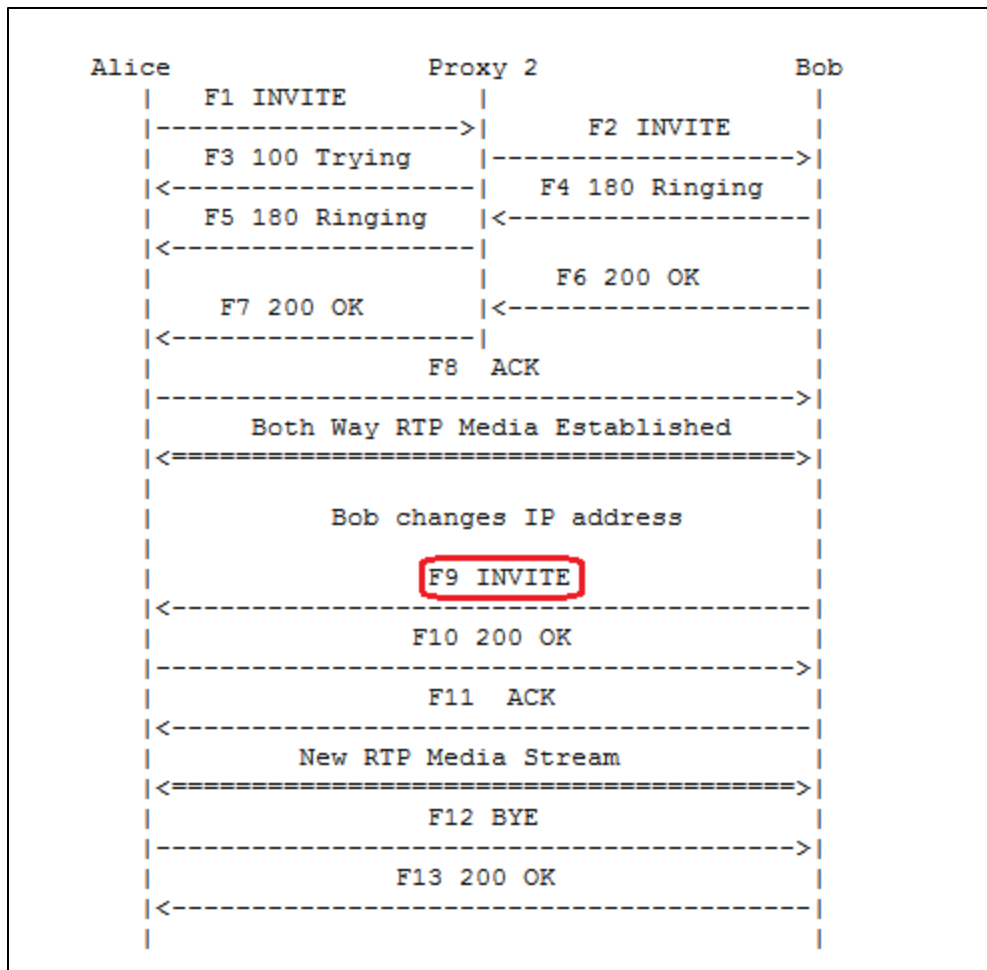 Alice                Proxy 2                Bob
|   F1 INVITE        |                    |
|------------------->|      F2 INVITE     |
|   F3 100 Trying    |------------------->|
|<-------------------|   F4 180 Ringing   |
|   F5 180 Ringing   |<-------------------|
|<-------------------|                    |
|                    |    F6 200 OK       |
|    F7 200 OK       |<-------------------|
|<-------------------|                    |
|                 F8  ACK                 |
|---------------------------------------->|
|      Both Way RTP Media Established     |
|<=======================================>|
|                                         |
|           Bob changes IP address        |
|                                         |
|                 F9 INVITE               |
|<----------------------------------------|
|                F10 200 OK               |
|---------------------------------------->|
|                 F11  ACK                |
|<----------------------------------------|
|         New RTP Media Stream            |
|<=======================================>|
|                 F12 BYE                 |
|---------------------------------------->|
|               F13 200 OK                |
|<----------------------------------------|
|                                         |